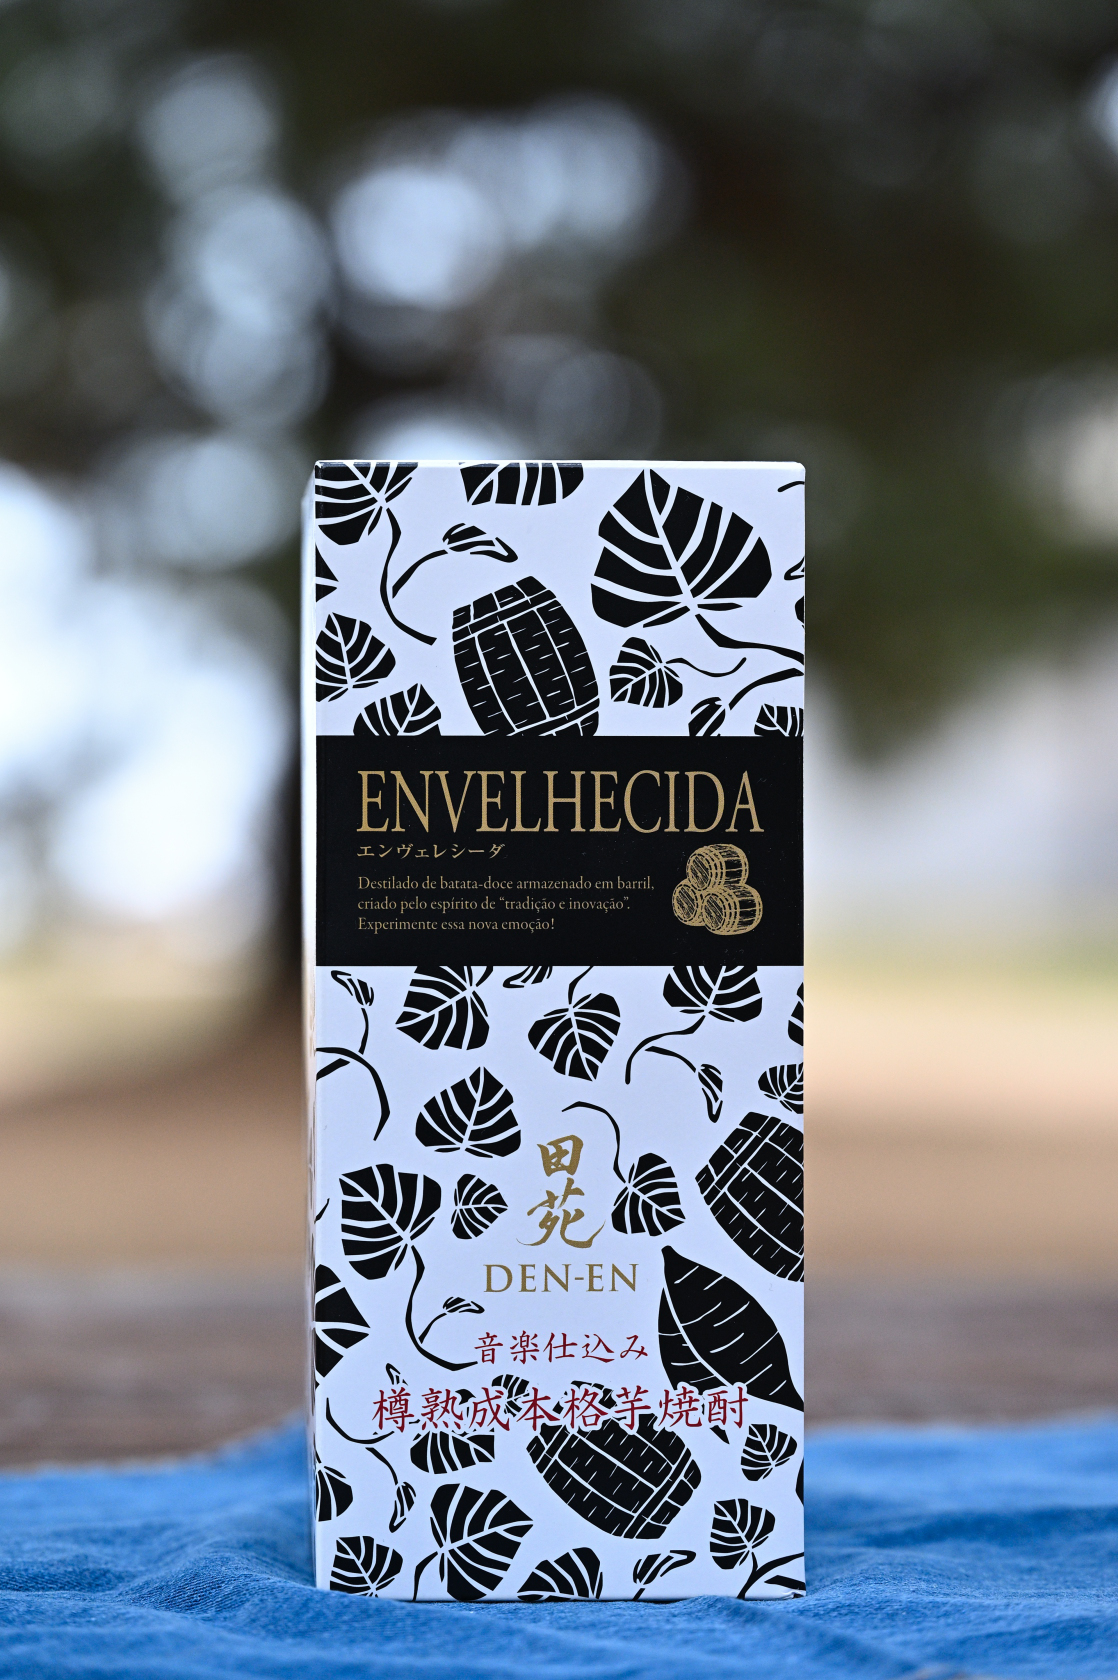 ENVELHECIDA
エンヴェレシーダ
Destilado de batata-doce armazenado em barril,
criado pelo espírito de “tradição e inovação”.
Experimente essa nova emoção!
田
苑
DEN-EN
音楽仕込み
樽熟成本格芋焼酎